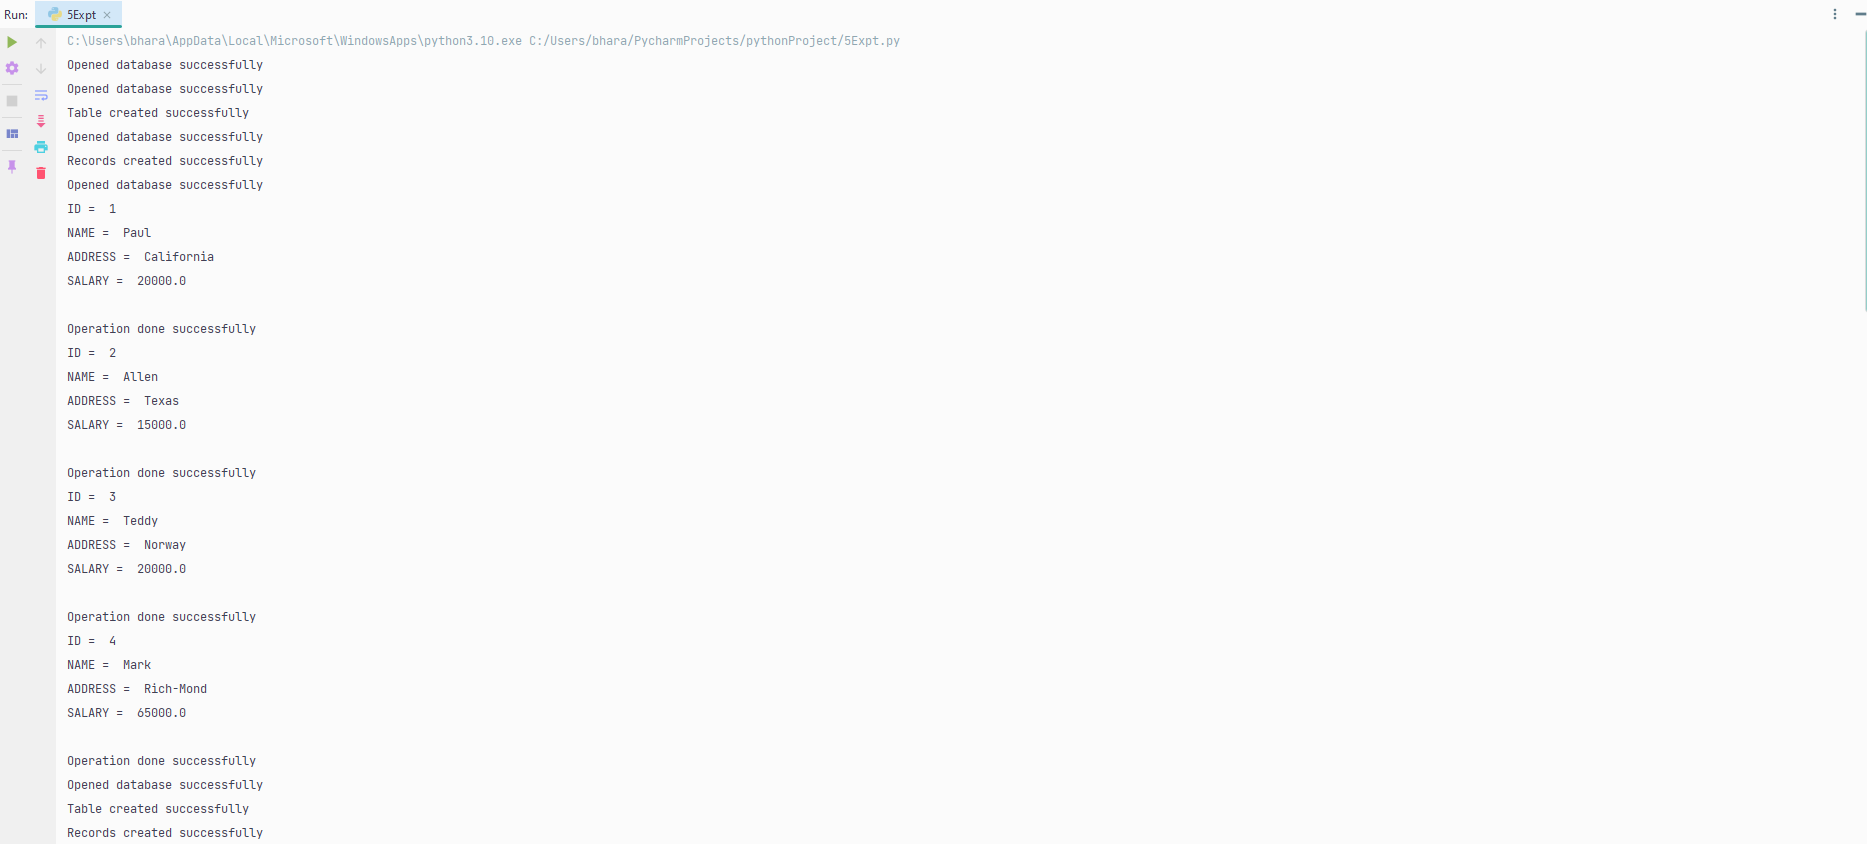 Run: 5Expt
C:\Users\bhara\AppData\Local\Microsoft\WindowsApps\python3.10.exe C:/Users/bhara/PycharmProjects/pythonProject/5Expt.py
Opened database successfully
Opened database successfully
Table created successfully
Opened database successfully
Records created successfully
Opened database successfully
ID =  1
NAME =  Paul
ADDRESS =  California
SALARY =  20000.0
Operation done successfully
ID =  2
NAME =  Allen
ADDRESS =  Texas
SALARY =  15000.0
Operation done successfully
ID =  3
NAME =  Teddy
ADDRESS =  Norway
SALARY =  20000.0
Operation done successfully
ID =  4
NAME =  Mark
ADDRESS =  Rich-Mond
SALARY =  65000.0
Operation done successfully
Opened database successfully
Table created successfully
Records created successfully